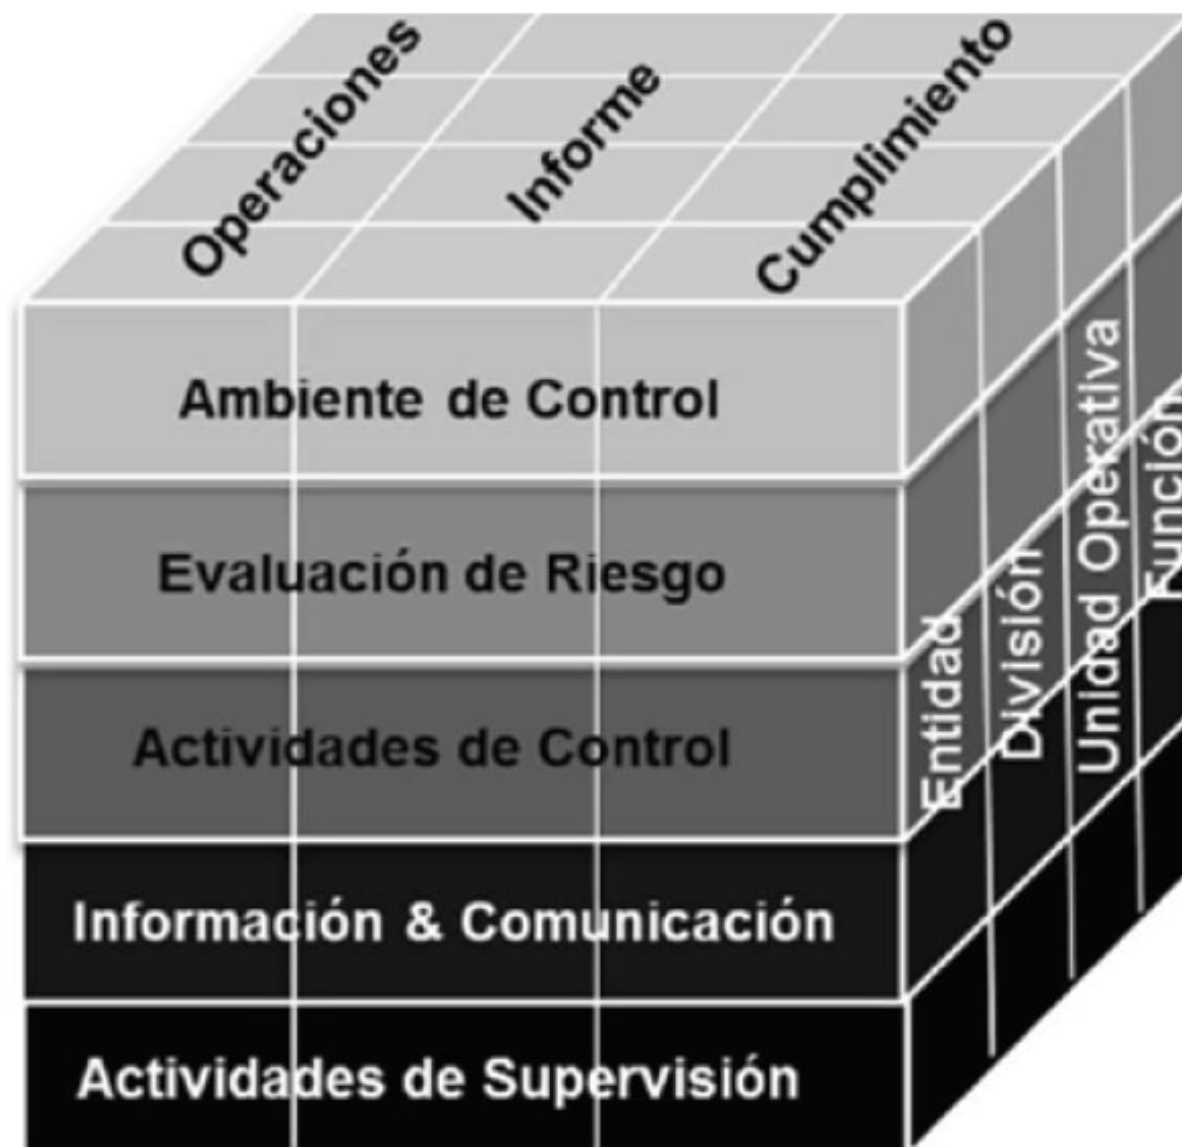 Operaciones
Informe
Cumplimiento
Ambiente de Control
Evaluación de Riesgo
Actividades de Control
Información & Comunicación
Actividades de Supervisión
Entidad
División
Unidad Operativa
Función